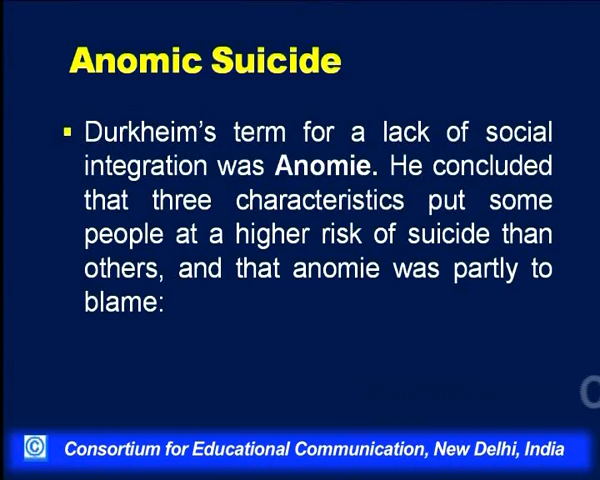 Anomic Suicide
Durkheim's term for a lack of social
integration was Anomie. He concluded
that three characteristics put some
people at a higher risk of suicide than
others, and that anomie was partly to
blame:
C
© Consortium for Educational Communication, New Delhi, India